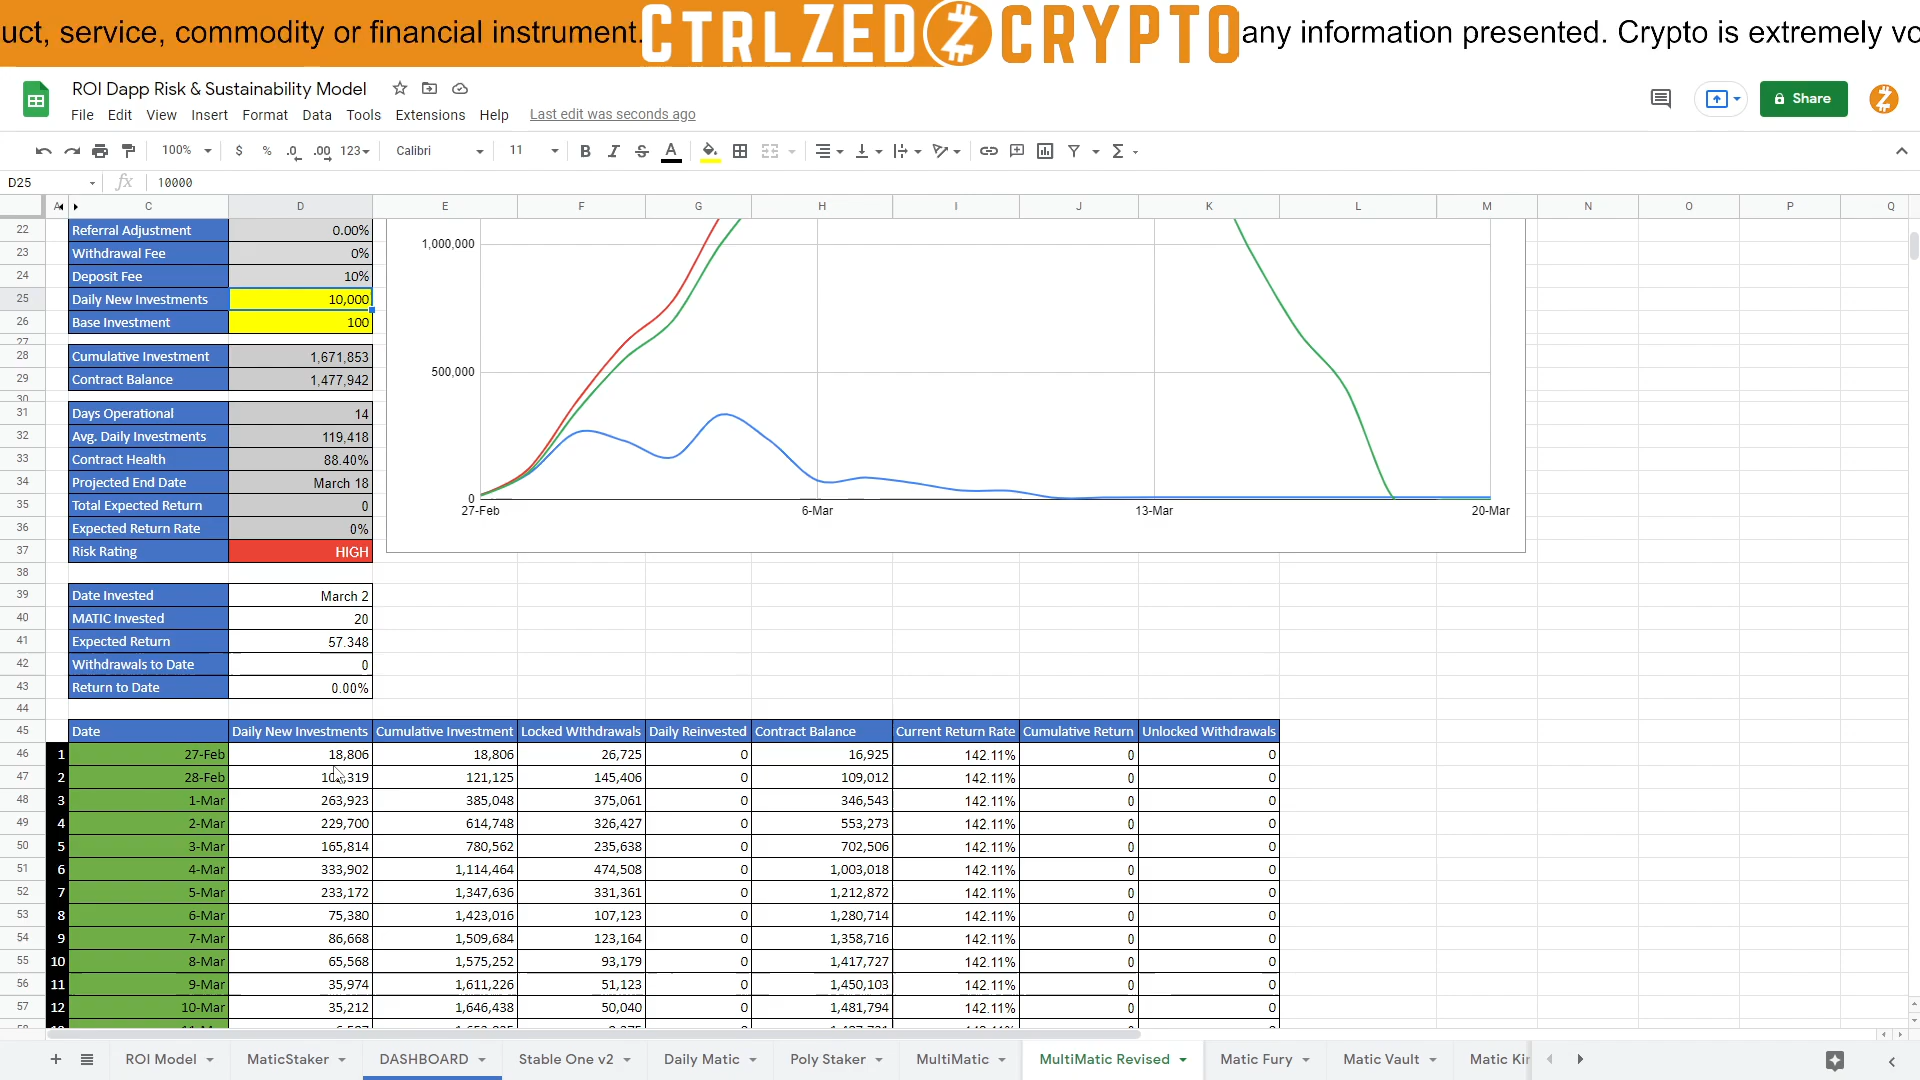 uct, service, commodity or financial instrument. CTRLZED CRYPTO any information presented. Crypto is extremely vo
ROI Dapp Risk & Sustainability Model
Share
File Edit View Insert Format Data Tools Extensions Help Last edit was seconds ago
100% $ % .0 .00 123 Calibri 11 B I S A Σ
D25 fx 10000
A C D E F G H I J K L M N O P Q
22 Referral Adjustment 0.00%
23 Withdrawal Fee 0%
24 Deposit Fee 10%
25 Daily New Investments 10,000
26 Base Investment 100
27
28 Cumulative Investment 1,671,853
29 Contract Balance 1,477,942
30
31 Days Operational 14
32 Avg. Daily Investments 119,418
33 Contract Health 88.40%
34 Projected End Date March 18
35 Total Expected Return 0
36 Expected Return Rate 0%
37 Risk Rating HIGH
1,000,000
500,000
0
27-Feb 6-Mar 13-Mar 20-Mar
38
39 Date Invested March 2
40 MATIC Invested 20
41 Expected Return 57.348
42 Withdrawals to Date 0
43 Return to Date 0.00%
44
45 Date Daily New Investments Cumulative Investment Locked WIthdrawals Daily Reinvested Contract Balance Current Return Rate Cumulative Return Unlocked Withdrawals
46 1 27-Feb 18,806 18,806 26,725 0 16,925 142.11% 0 0
47 2 28-Feb 102,319 121,125 145,406 0 109,012 142.11% 0 0
48 3 1-Mar 263,923 385,048 375,061 0 346,543 142.11% 0 0
49 4 2-Mar 229,700 614,748 326,427 0 553,273 142.11% 0 0
50 5 3-Mar 165,814 780,562 235,638 0 702,506 142.11% 0 0
51 6 4-Mar 333,902 1,114,464 474,508 0 1,003,018 142.11% 0 0
52 7 5-Mar 233,172 1,347,636 331,361 0 1,212,872 142.11% 0 0
53 8 6-Mar 75,380 1,423,016 107,123 0 1,280,714 142.11% 0 0
54 9 7-Mar 86,668 1,509,684 123,164 0 1,358,716 142.11% 0 0
55 10 8-Mar 65,568 1,575,252 93,179 0 1,417,727 142.11% 0 0
56 11 9-Mar 35,974 1,611,226 51,123 0 1,450,103 142.11% 0 0
57 12 10-Mar 35,212 1,646,438 50,040 0 1,481,794 142.11% 0 0
ROI Model MaticStaker DASHBOARD Stable One v2 Daily Matic Poly Staker MultiMatic MultiMatic Revised Matic Fury Matic Vault Matic Kin